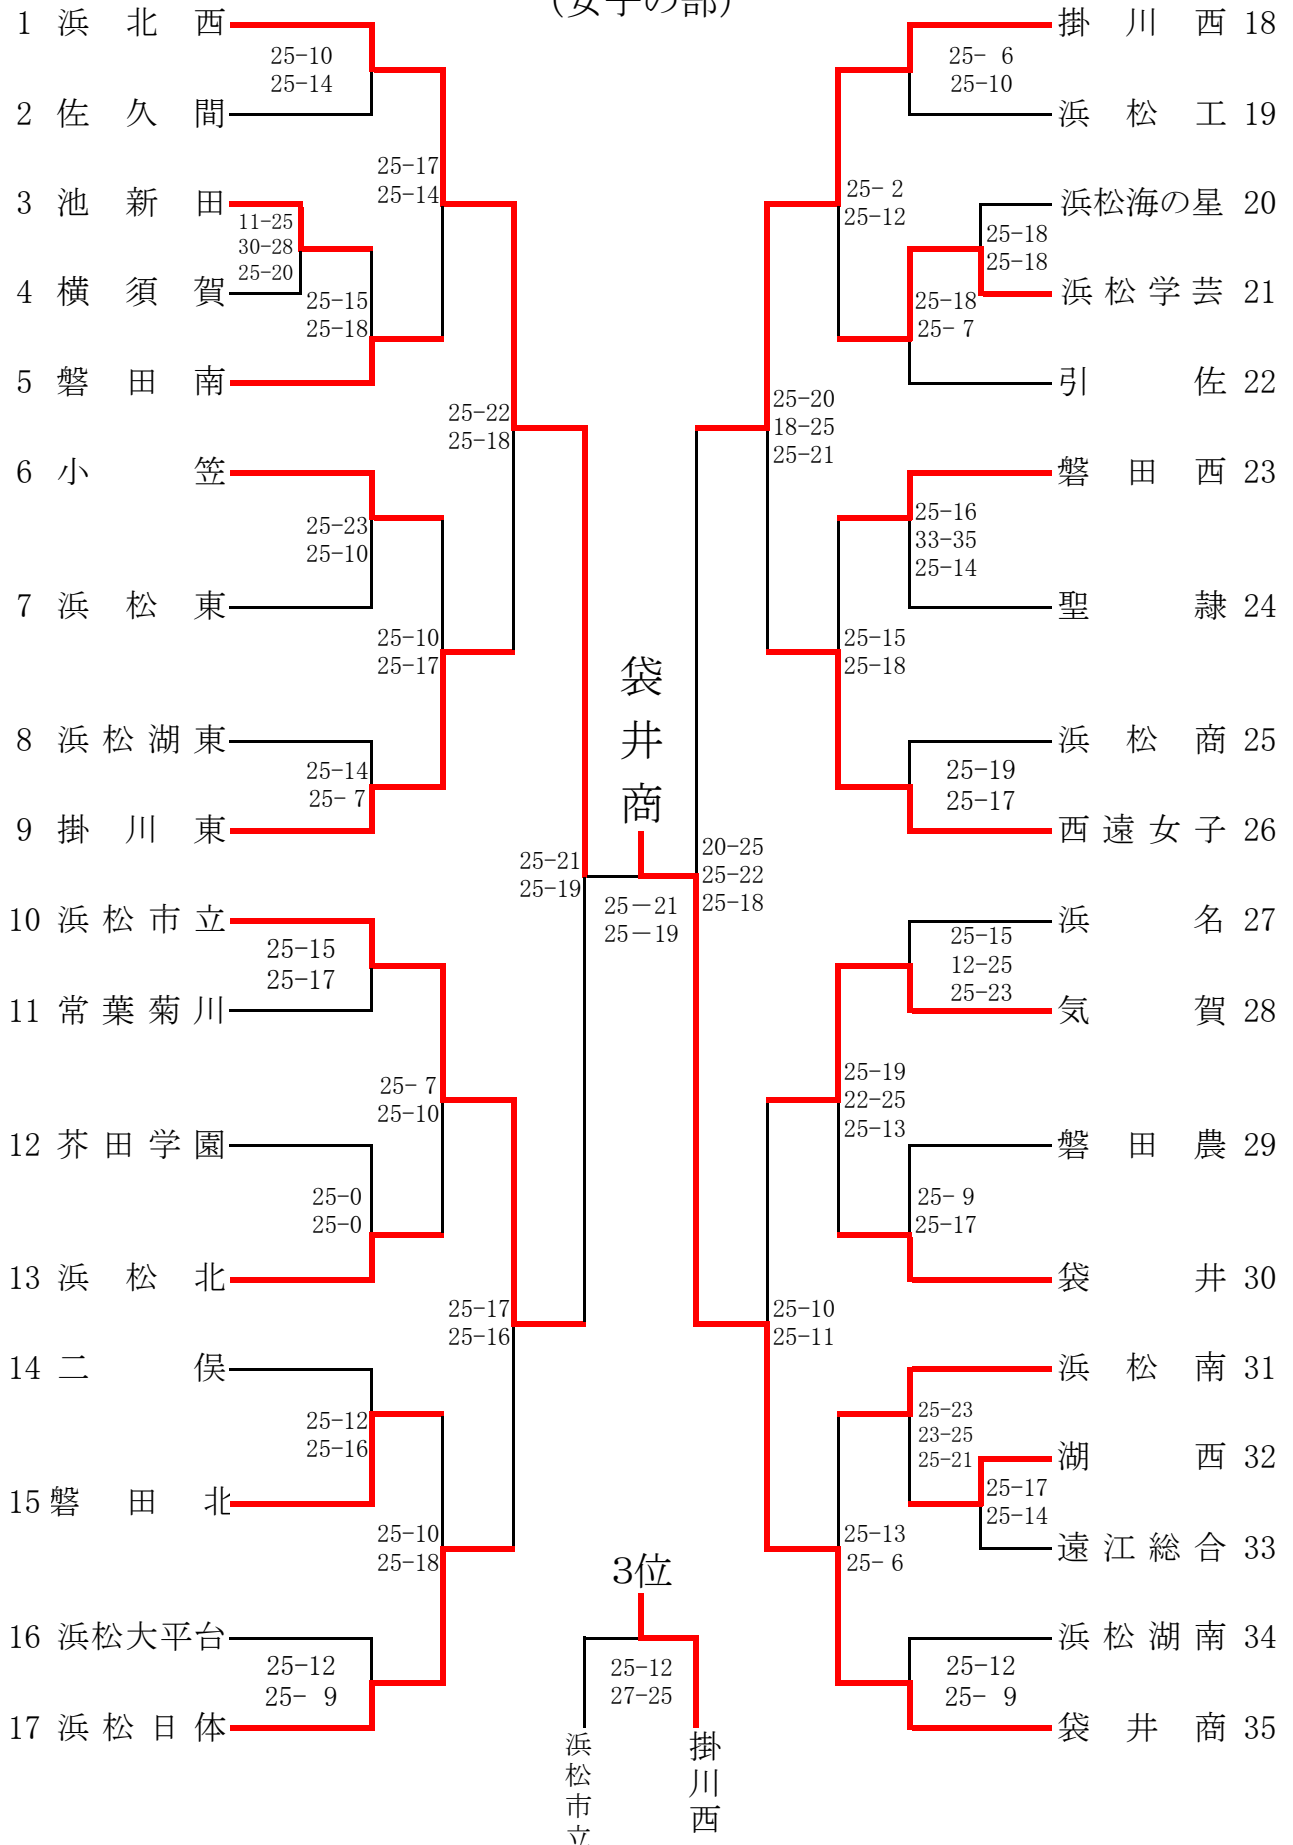 （女子の部）
1 浜北西
25-10
25-14
2 佐久間
25-17
25-14
3 池新田
11-25
30-28
25-20
4 横須賀
25-15
25-18
5 磐田南
25-22
25-18
6 小笠
25-23
25-10
7 浜松東
25-10
25-17
8 浜松湖東
25-14
25- 7
9 掛川東
25-21
25-19
10 浜松市立
25-15
25-17
11 常葉菊川
25- 7
25-10
12 芥田学園
25-0
25-0
13 浜松北
25-17
25-16
14 二俣
25-12
25-16
15 磐田北
25-10
25-18
16 浜松大平台
25-12
25- 9
17 浜松日体
袋井商
25－21
25－19
3位
25-12
27-25
浜松市立
掛川西
掛川西 18
25- 6
25-10
浜松工 19
25- 2
25-12
浜松海の星 20
25-18
25-18
浜松学芸 21
25-18
25- 7
引佐 22
25-20
18-25
25-21
磐田西 23
25-16
33-35
25-14
聖隷 24
25-15
25-18
浜松商 25
25-19
25-17
西遠女子 26
20-25
25-22
25-18
浜名 27
25-15
12-25
25-23
気賀 28
25-19
22-25
25-13
磐田農 29
25- 9
25-17
袋井 30
25-10
25-11
浜松南 31
25-23
23-25
25-21
湖西 32
25-17
25-14
遠江総合 33
25-13
25- 6
浜松湖南 34
25-12
25- 9
袋井商 35